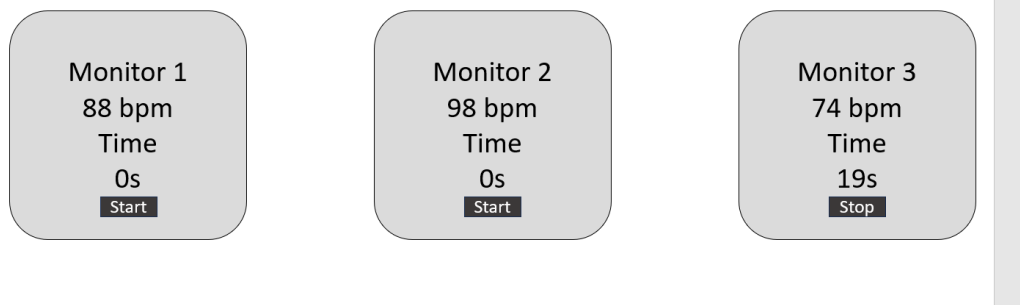 Monitor 1
88 bpm
Time
0s
Start
Monitor 2
98 bpm
Time
0s
Start
Monitor 3
74 bpm
Time
19s
Stop